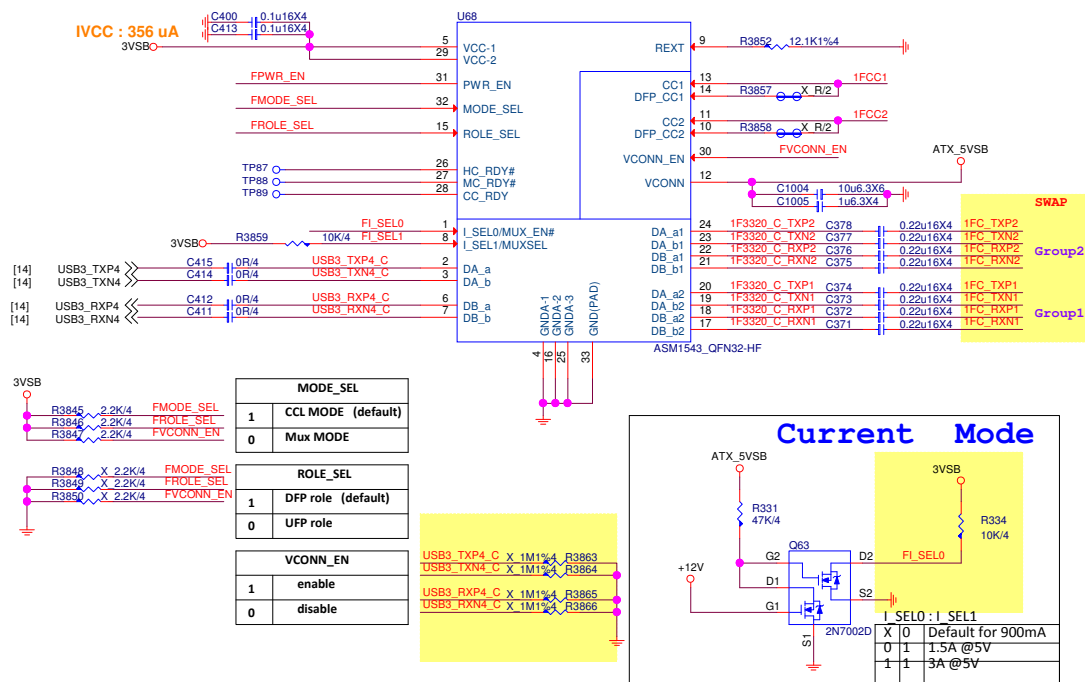 IVCC : 356 uA
C400 0.1u16X4
C413 0.1u16X4
3VSB
U68
5 VCC-1
29 VCC-2
FPWR_EN 31 PWR_EN
FMODE_SEL 32 MODE_SEL
FROLE_SEL 15 ROLE_SEL
TP87 26 HC_RDY#
TP88 27 MC_RDY#
TP89 28 CC_RDY
FI_SEL0 1 I_SEL0/MUX_EN#
3VSB R3859 10K/4 FI_SEL1 8 I_SEL1/MUXSEL
[14] USB3_TXP4 C415 0R/4 USB3_TXP4_C 2 DA_a
[14] USB3_TXN4 C414 0R/4 USB3_TXN4_C 3 DA_b
[14] USB3_RXP4 C412 0R/4 USB3_RXP4_C 6 DB_a
[14] USB3_RXN4 C411 0R/4 USB3_RXN4_C 7 DB_b
REXT 9 R3852 12.1K1%4
CC1 13 1FCC1
DFP_CC1 14 R3857 X_R/2
CC2 11 1FCC2
DFP_CC2 10 R3858 X_R/2
VCONN_EN 30 FVCONN_EN
VCONN 12 ATX_5VSB
C1004 10u6.3X6
C1005 1u6.3X4
SWAP
DA_a1 24 1F3320_C_TXP2 C378 0.22u16X4 1FC_TXP2
DA_b1 23 1F3320_C_TXN2 C377 0.22u16X4 1FC_TXN2
DB_a1 22 1F3320_C_RXP2 C376 0.22u16X4 1FC_RXP2
DB_b1 21 1F3320_C_RXN2 C375 0.22u16X4 1FC_RXN2
Group2
DA_a2 20 1F3320_C_TXP1 C374 0.22u16X4 1FC_TXP1
DA_b2 19 1F3320_C_TXN1 C373 0.22u16X4 1FC_TXN1
DB_a2 18 1F3320_C_RXP1 C372 0.22u16X4 1FC_RXP1
DB_b2 17 1F3320_C_RXN1 C371 0.22u16X4 1FC_RXN1
Group1
GNDA-1
GNDA-2
GNDA-3
GND(PAD)
4 16 25 33
ASM1543_QFN32-HF
3VSB
R3845 2.2K/4 FMODE_SEL
R3846 2.2K/4 FROLE_SEL
R3847 2.2K/4 FVCONN_EN
R3848 X_2.2K/4 FMODE_SEL
R3849 X_2.2K/4 FROLE_SEL
R3850 X_2.2K/4 FVCONN_EN
MODE_SEL
1 CCL MODE (default)
0 Mux MODE
ROLE_SEL
1 DFP role (default)
0 UFP role
VCONN_EN
1 enable
0 disable
USB3_TXP4_C X_1M1%4 R3863
USB3_TXN4_C X_1M1%4 R3864
USB3_RXP4_C X_1M1%4 R3865
USB3_RXN4_C X_1M1%4 R3866
Current Mode
ATX_5VSB
3VSB
R331
47K/4
R334
10K/4
Q63
G2 D2 FI_SEL0
+12V
D1 S2
G1
2N7002D
S1
I_SEL0 : I_SEL1
X 0 Default for 900mA
0 1 1.5A @5V
1 1 3A @5V